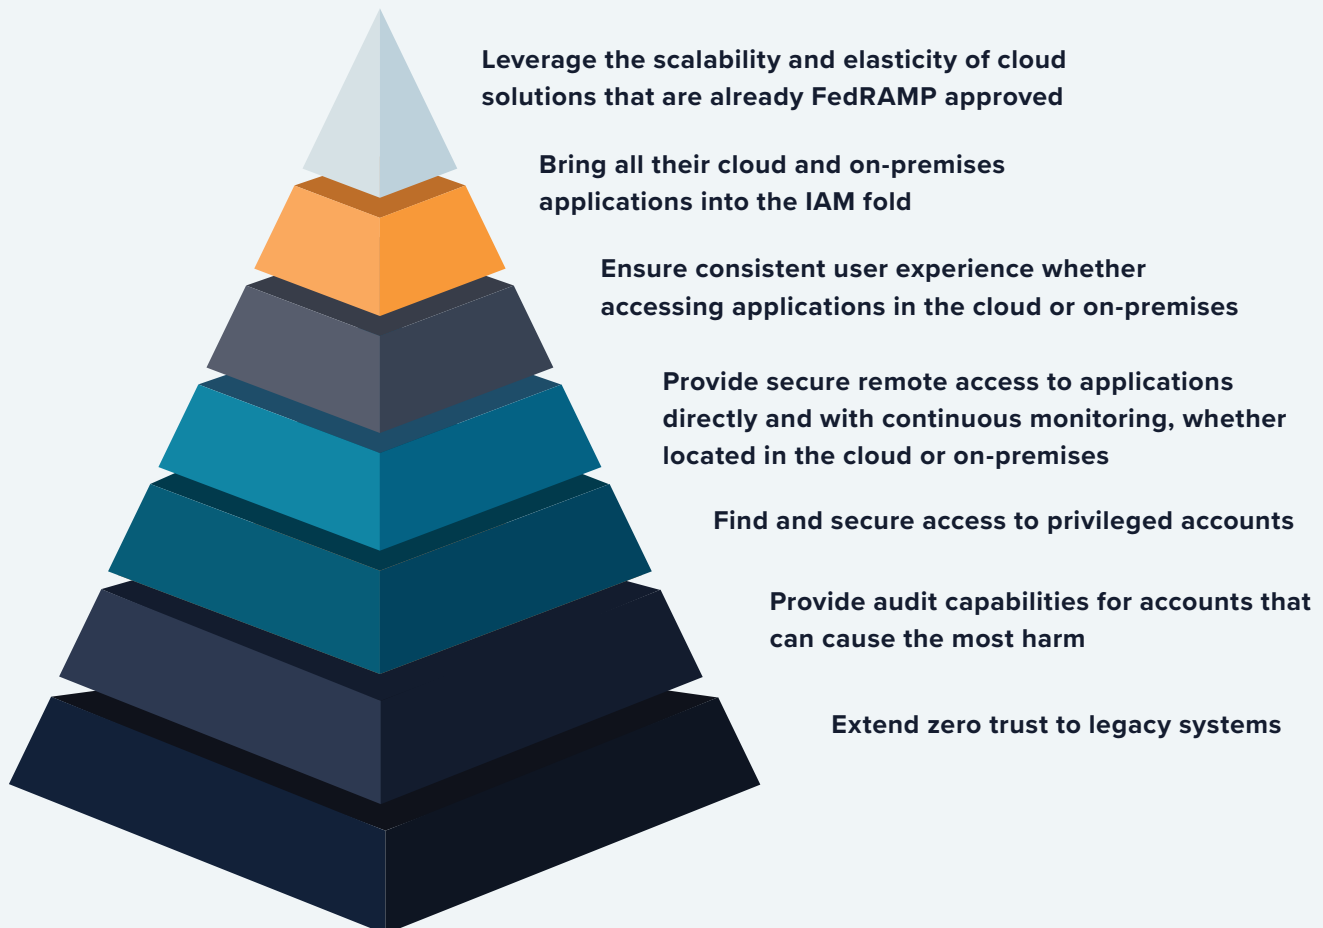 Leverage the scalability and elasticity of cloud
solutions that are already FedRAMP approved
Bring all their cloud and on-premises
applications into the IAM fold
Ensure consistent user experience whether
accessing applications in the cloud or on-premises
Provide secure remote access to applications
directly and with continuous monitoring, whether
located in the cloud or on-premises
Find and secure access to privileged accounts
Provide audit capabilities for accounts that
can cause the most harm
Extend zero trust to legacy systems